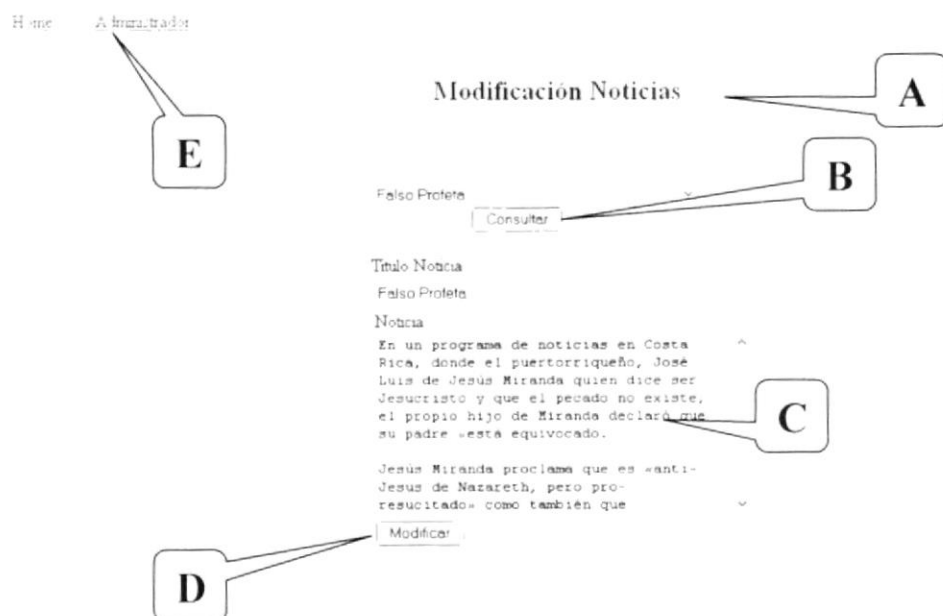 Home Administrador
Modificación Noticias
A
E
B
Falso Profeta
Consultar
Titulo Noticia
Falso Profeta
Noticia
En un programa de noticias en Costa
Rica, donde el puertorriqueño, José
Luis de Jesús Miranda quien dice ser
Jesucristo y que el pecado no existe,
el propio hijo de Miranda declaró que
su padre «está equivocado.
C
Jesús Miranda proclama que es «anti-
Jesus de Nazareth, pero pro-
resucitado» como también que
Modificar
D